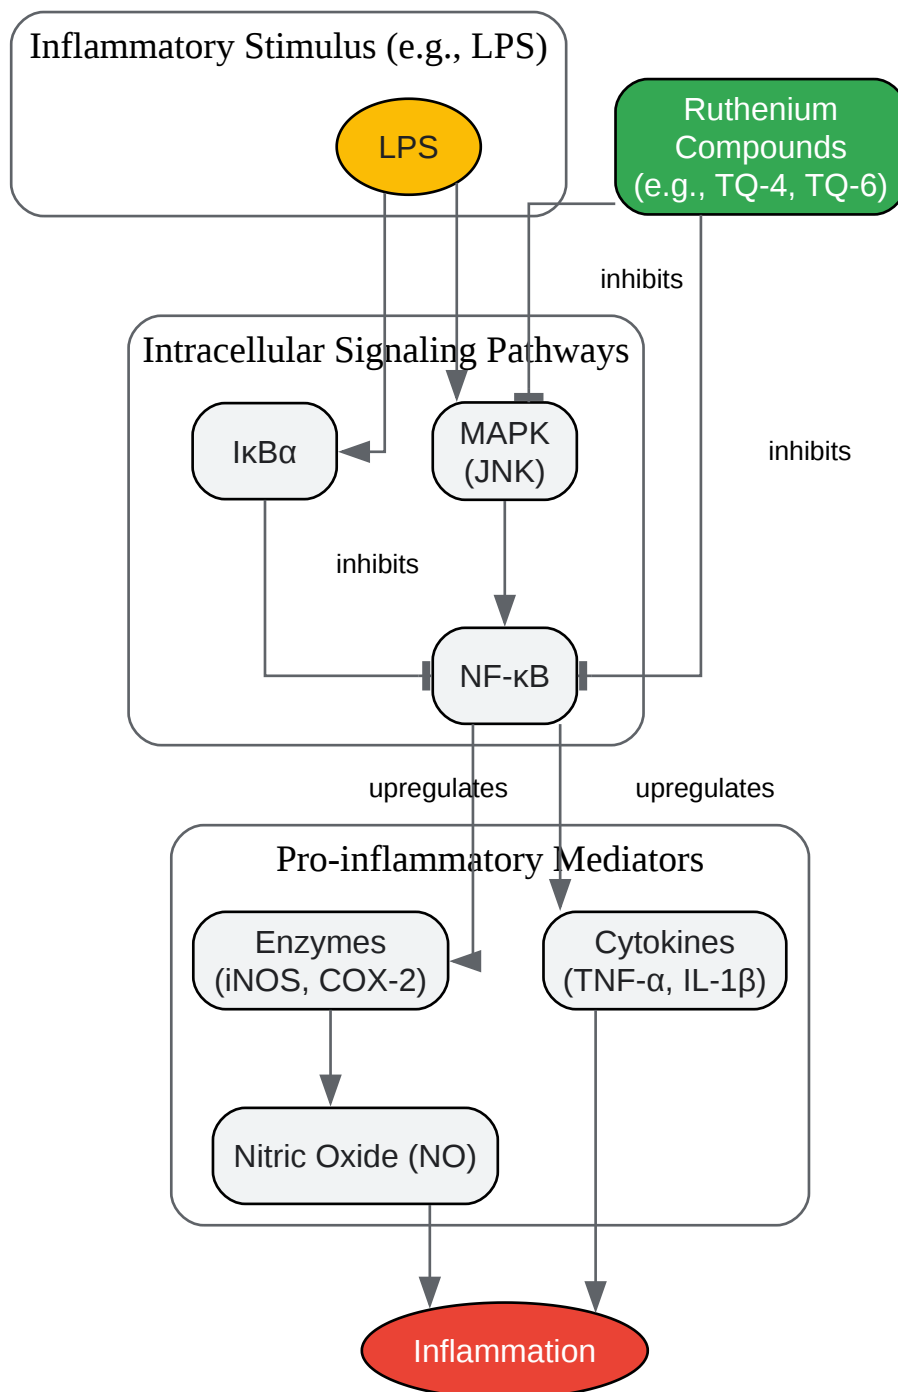 Inflammatory Stimulus (e.g., LPS)
LPS
Ruthenium
Compounds
(e.g., TQ-4, TQ-6)
inhibits
Intracellular Signaling Pathways
IκBα
MAPK
(JNK)
inhibits
inhibits
NF-κB
upregulates
upregulates
Pro-inflammatory Mediators
Enzymes
(iNOS, COX-2)
Cytokines
(TNF-α, IL-1β)
Nitric Oxide (NO)
Inflammation